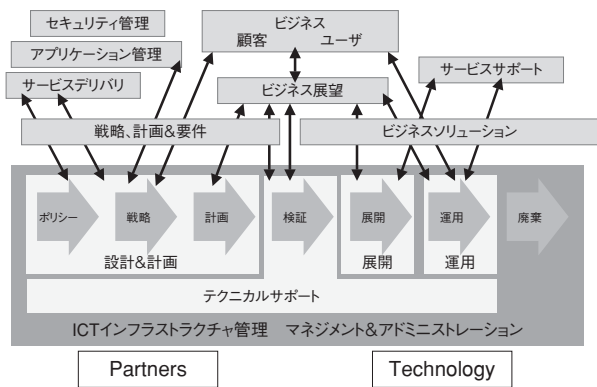 セキュリティ管理
アプリケーション管理
サービスデリバリ
ビジネス
顧客 ユーザ
ビジネス展望
サービスサポート
戦略、計画&要件
ビジネスソリューション
ポリシー
戦略
計画
検証
展開
運用
廃棄
設計&計画
展開
運用
テクニカルサポート
ICTインフラストラクチャ管理 マネジメント&アドミニストレーション
Partners
Technology